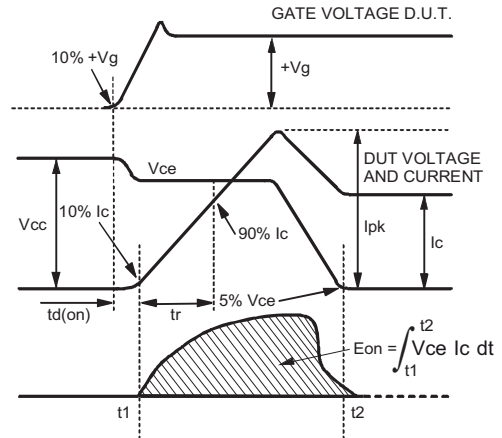 GATE VOLTAGE D.U.T.
10% +Vg
+Vg
Vce
DUT VOLTAGE
AND CURRENT
Vcc
10% Ic
90% Ic
Ipk
Ic
td(on)
tr
5% Vce
Eon = ∫ Vce Ic dt
t2
t1
t1
t2